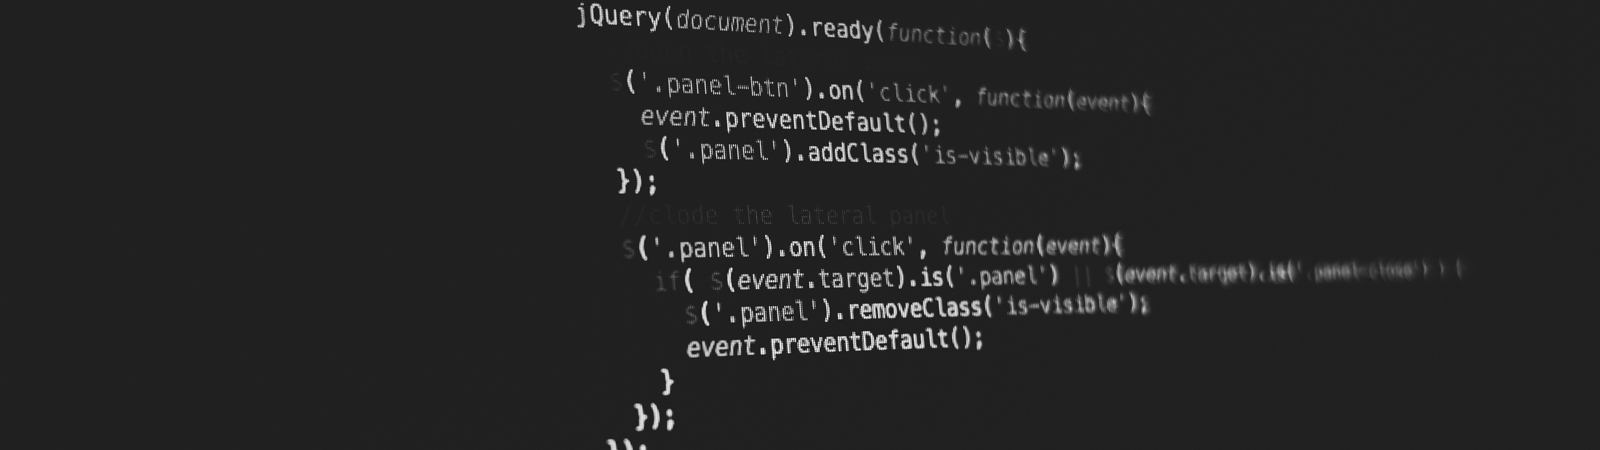 jQuery(document).ready(function($){
$('.panel-btn').on('click', function(event){
event.preventDefault();
$('.panel').addClass('is-visible');
});
//clode the lateral panel
$('.panel').on('click', function(event){
if( $(event.target).is('.panel') || $(event.target).is('.panel-close') ) {
$('.panel').removeClass('is-visible');
event.preventDefault();
}
});
});